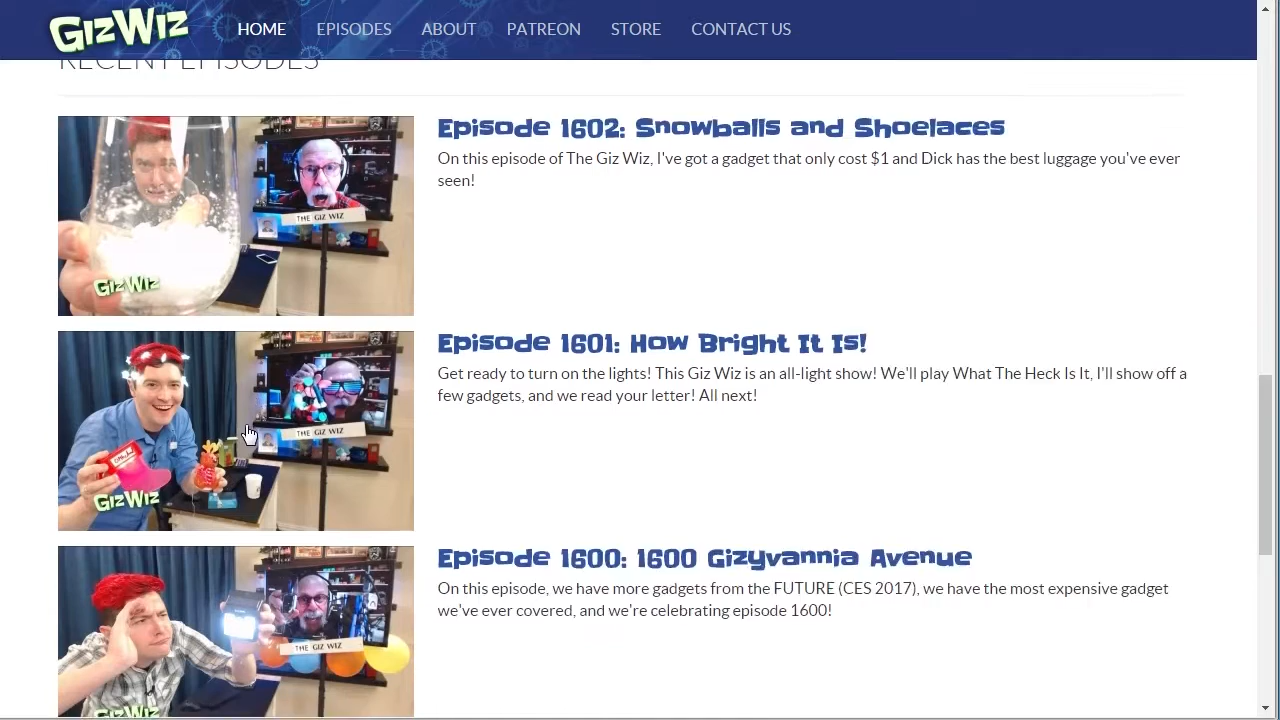 GIZWIZ
HOME EPISODES ABOUT PATREON STORE CONTACT US
RECENT EPISODES
Episode 1602: Snowballs and Shoelaces
On this episode of The Giz Wiz, I've got a gadget that only cost $1 and Dick has the best luggage you've ever
seen!
THE GIZ WIZ
GIZWIZ
Episode 1601: How Bright It Is!
Get ready to turn on the lights! This Giz Wiz is an all-light show! We'll play What The Heck Is It, I'll show off a
few gadgets, and we read your letter! All next!
THE GIZ WIZ
GIZWIZ
Episode 1600: 1600 Gizyvannia Avenue
On this episode, we have more gadgets from the FUTURE (CES 2017), we have the most expensive gadget
we've ever covered, and we're celebrating episode 1600!
THE GIZ WIZ
GIZWIZ